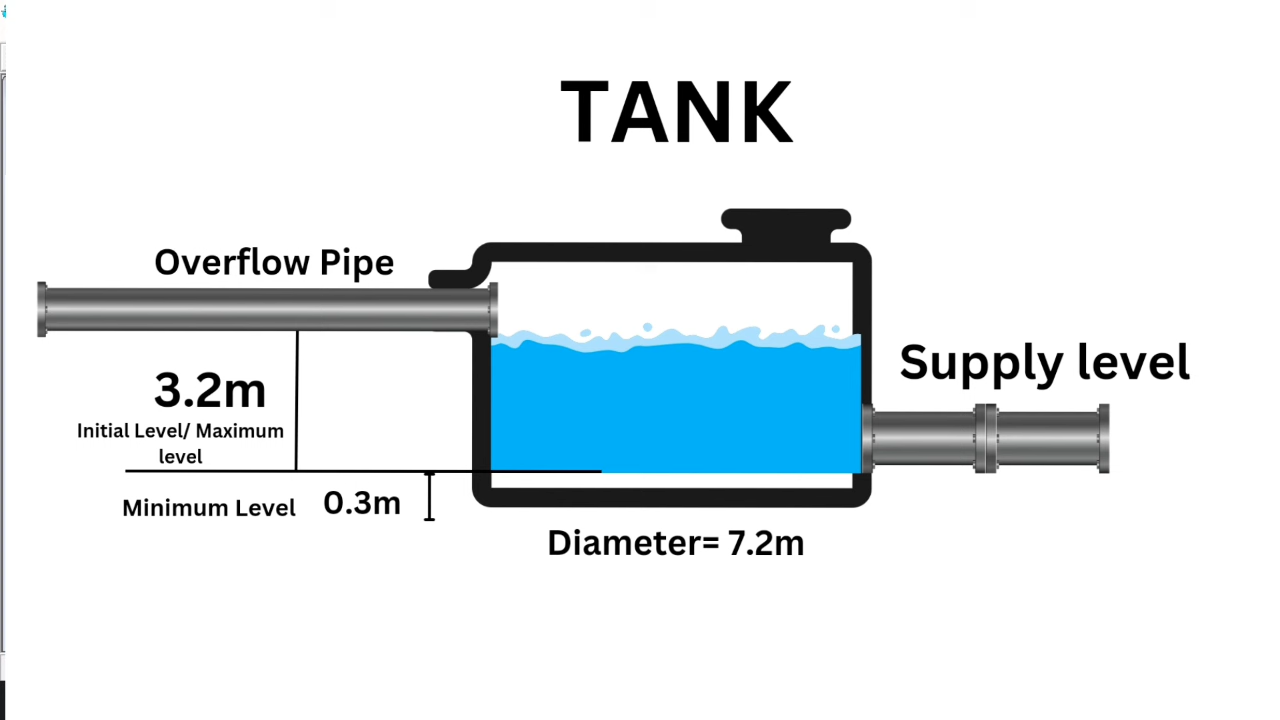 TANK
Overflow Pipe
Supply level
3.2m
Initial Level/ Maximum
level
Minimum Level
0.3m
Diameter= 7.2m